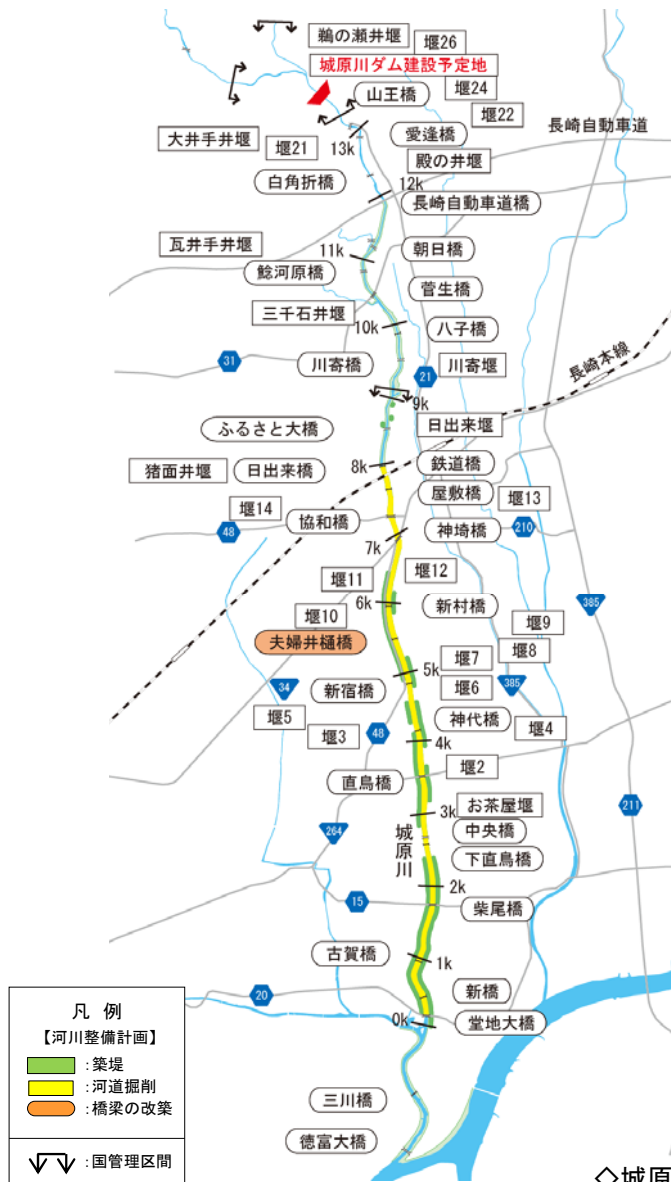 鵜の瀬井堰
堰26
城原川ダム建設予定地
山王橋
堰24
堰22
長崎自動車道
大井手井堰
堰21
13k
愛逢橋
殿の井堰
白角折橋
12k
長崎自動車道橋
瓦井手井堰
11k
朝日橋
鯰河原橋
菅生橋
三千石井堰
10k
八子橋
31
川寄橋
21
川寄堰
長崎本線
9k
ふるさと大橋
日出来堰
猪面井堰
日出来橋
8k
鉄道橋
屋敷橋
堰13
堰14
48
協和橋
7k
神埼橋
210
堰11
堰12
385
堰10
6k
新村橋
堰9
夫婦井樋橋
堰8
5k
堰7
34
新宿橋
堰6
385
堰5
堰3
48
神代橋
堰4
4k
直鳥橋
堰2
211
3k
お茶屋堰
264
城原川
中央橋
下直鳥橋
2k
15
柴尾橋
古賀橋
1k
20
新橋
0k
堂地大橋
三川橋
徳富大橋
凡 例
【河川整備計画】
:築堤
:河道掘削
:橋梁の改築
:国管理区間
◇城原